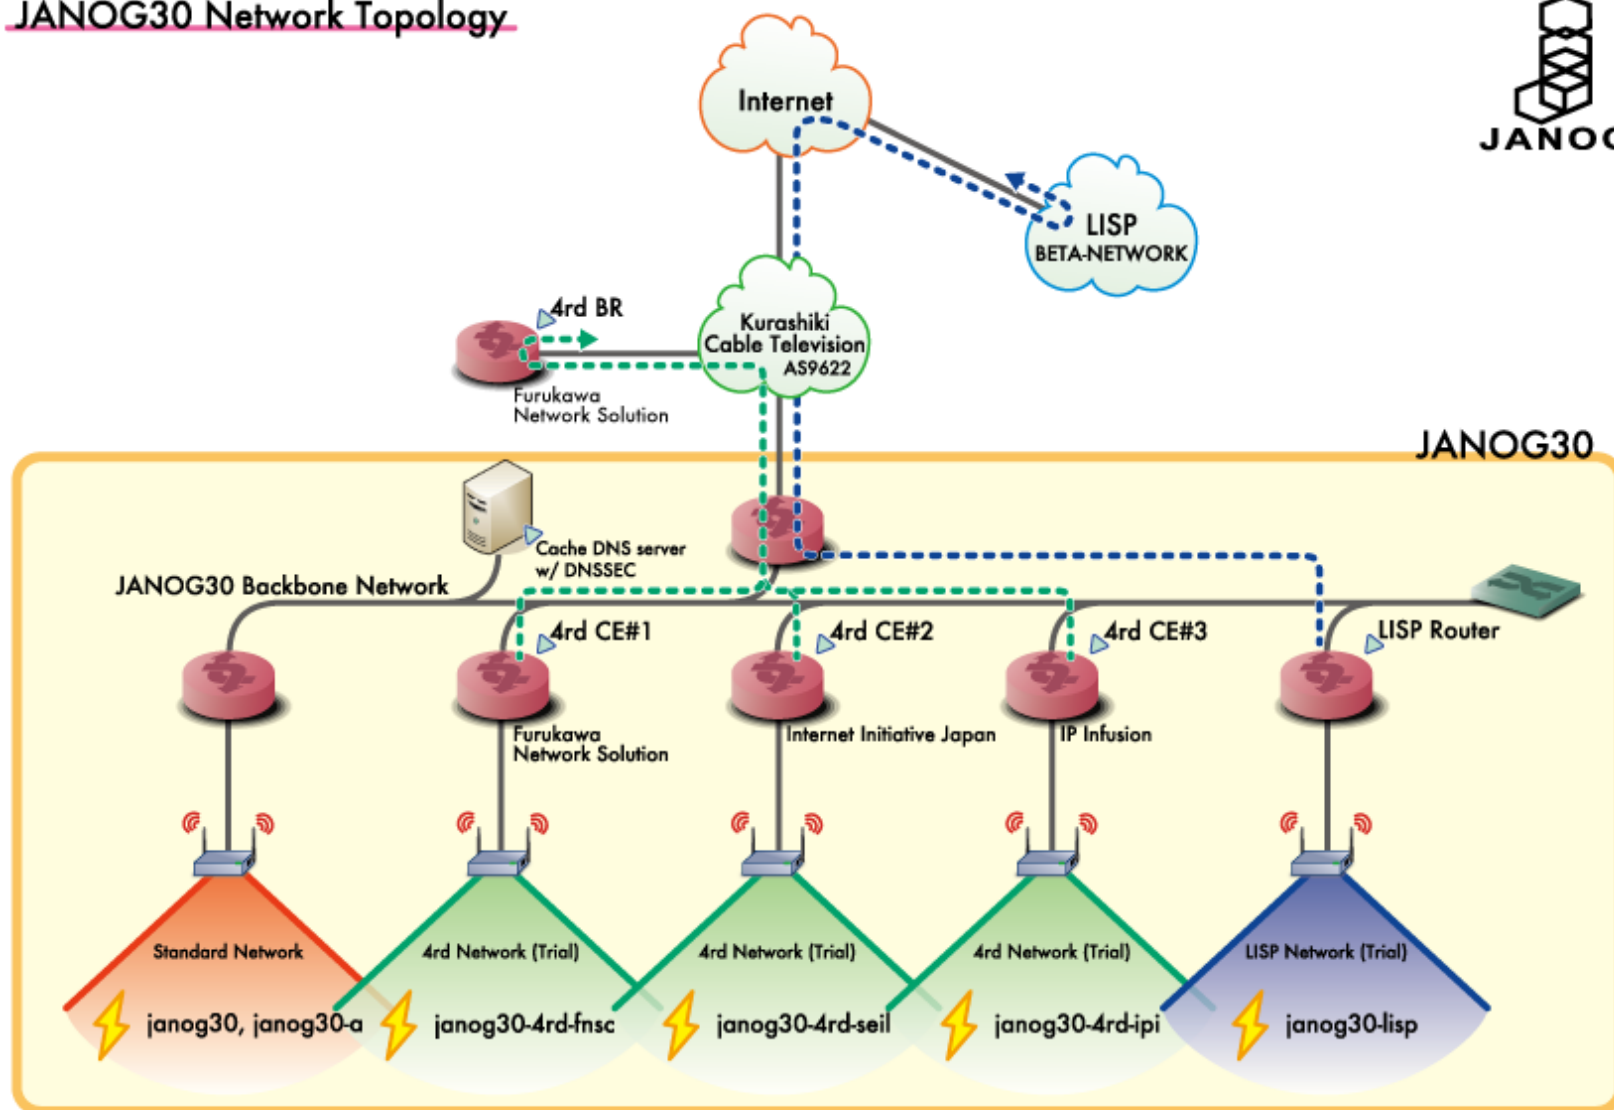 JANOG30 Network Topology
Internet
JANOG
LISP
BETA-NETWORK
4rd BR
Kurashiki
Cable Television
AS9622
Furukawa
Network Solution
JANOG30
Cache DNS server
w/ DNSSEC
JANOG30 Backbone Network
4rd CE#1
4rd CE#2
4rd CE#3
LISP Router
Furukawa
Network Solution
Internet Initiative Japan
IP Infusion
Standard Network
4rd Network (Trial)
4rd Network (Trial)
4rd Network (Trial)
LISP Network (Trial)
janog30, janog30-a
janog30-4rd-fnsc
janog30-4rd-seil
janog30-4rd-ipi
janog30-lisp